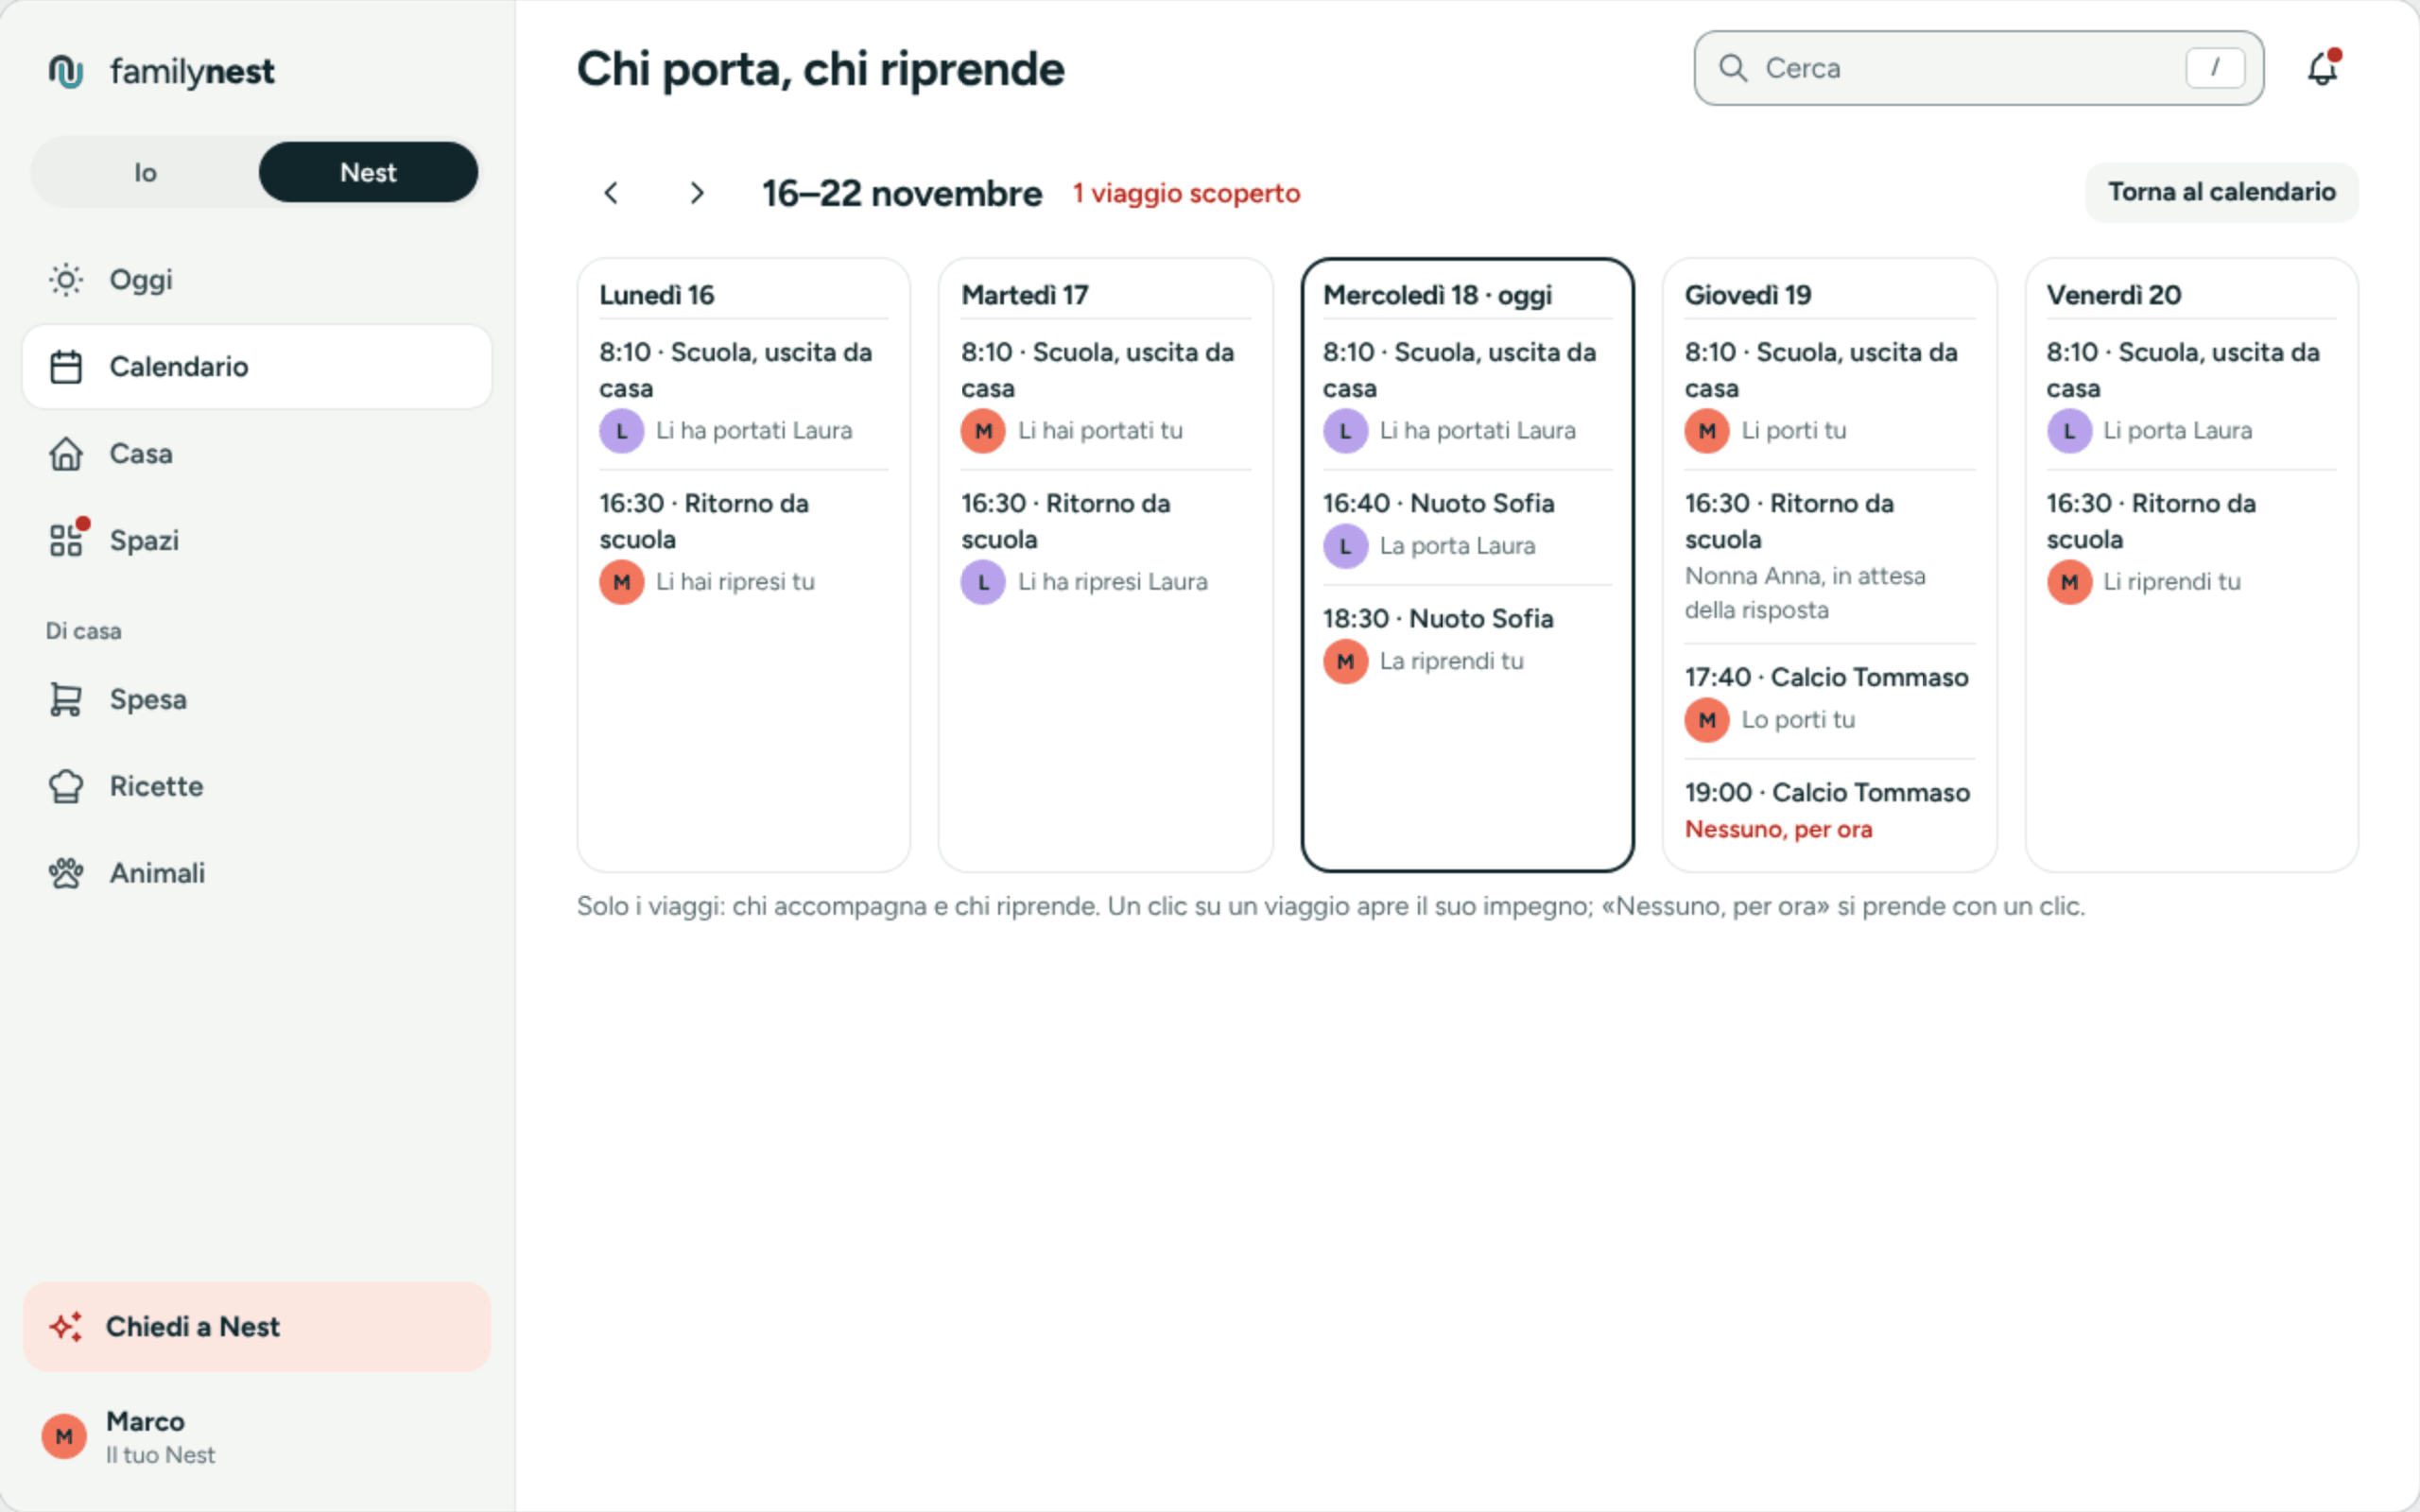 familynest
Io
Nest
Oggi
Calendario
Casa
Spazi
Di casa
Spesa
Ricette
Animali
Chiedi a Nest
M
Marco
Il tuo Nest
Chi porta, chi riprende
Cerca
/
16–22 novembre
1 viaggio scoperto
Torna al calendario
Lunedì 16
8:10 · Scuola, uscita da
casa
L
Li ha portati Laura
16:30 · Ritorno da
scuola
M
Li hai ripresi tu
Martedì 17
8:10 · Scuola, uscita da
casa
M
Li hai portati tu
16:30 · Ritorno da
scuola
L
Li ha ripresi Laura
Mercoledì 18 · oggi
8:10 · Scuola, uscita da
casa
L
Li ha portati Laura
16:40 · Nuoto Sofia
L
La porta Laura
18:30 · Nuoto Sofia
M
La riprendi tu
Giovedì 19
8:10 · Scuola, uscita da
casa
M
Li porti tu
16:30 · Ritorno da
scuola
Nonna Anna, in attesa
della risposta
17:40 · Calcio Tommaso
M
Lo porti tu
19:00 · Calcio Tommaso
Nessuno, per ora
Venerdì 20
8:10 · Scuola, uscita da
casa
L
Li porta Laura
16:30 · Ritorno da
scuola
M
Li riprendi tu
Solo i viaggi: chi accompagna e chi riprende. Un clic su un viaggio apre il suo impegno; «Nessuno, per ora» si prende con un clic.